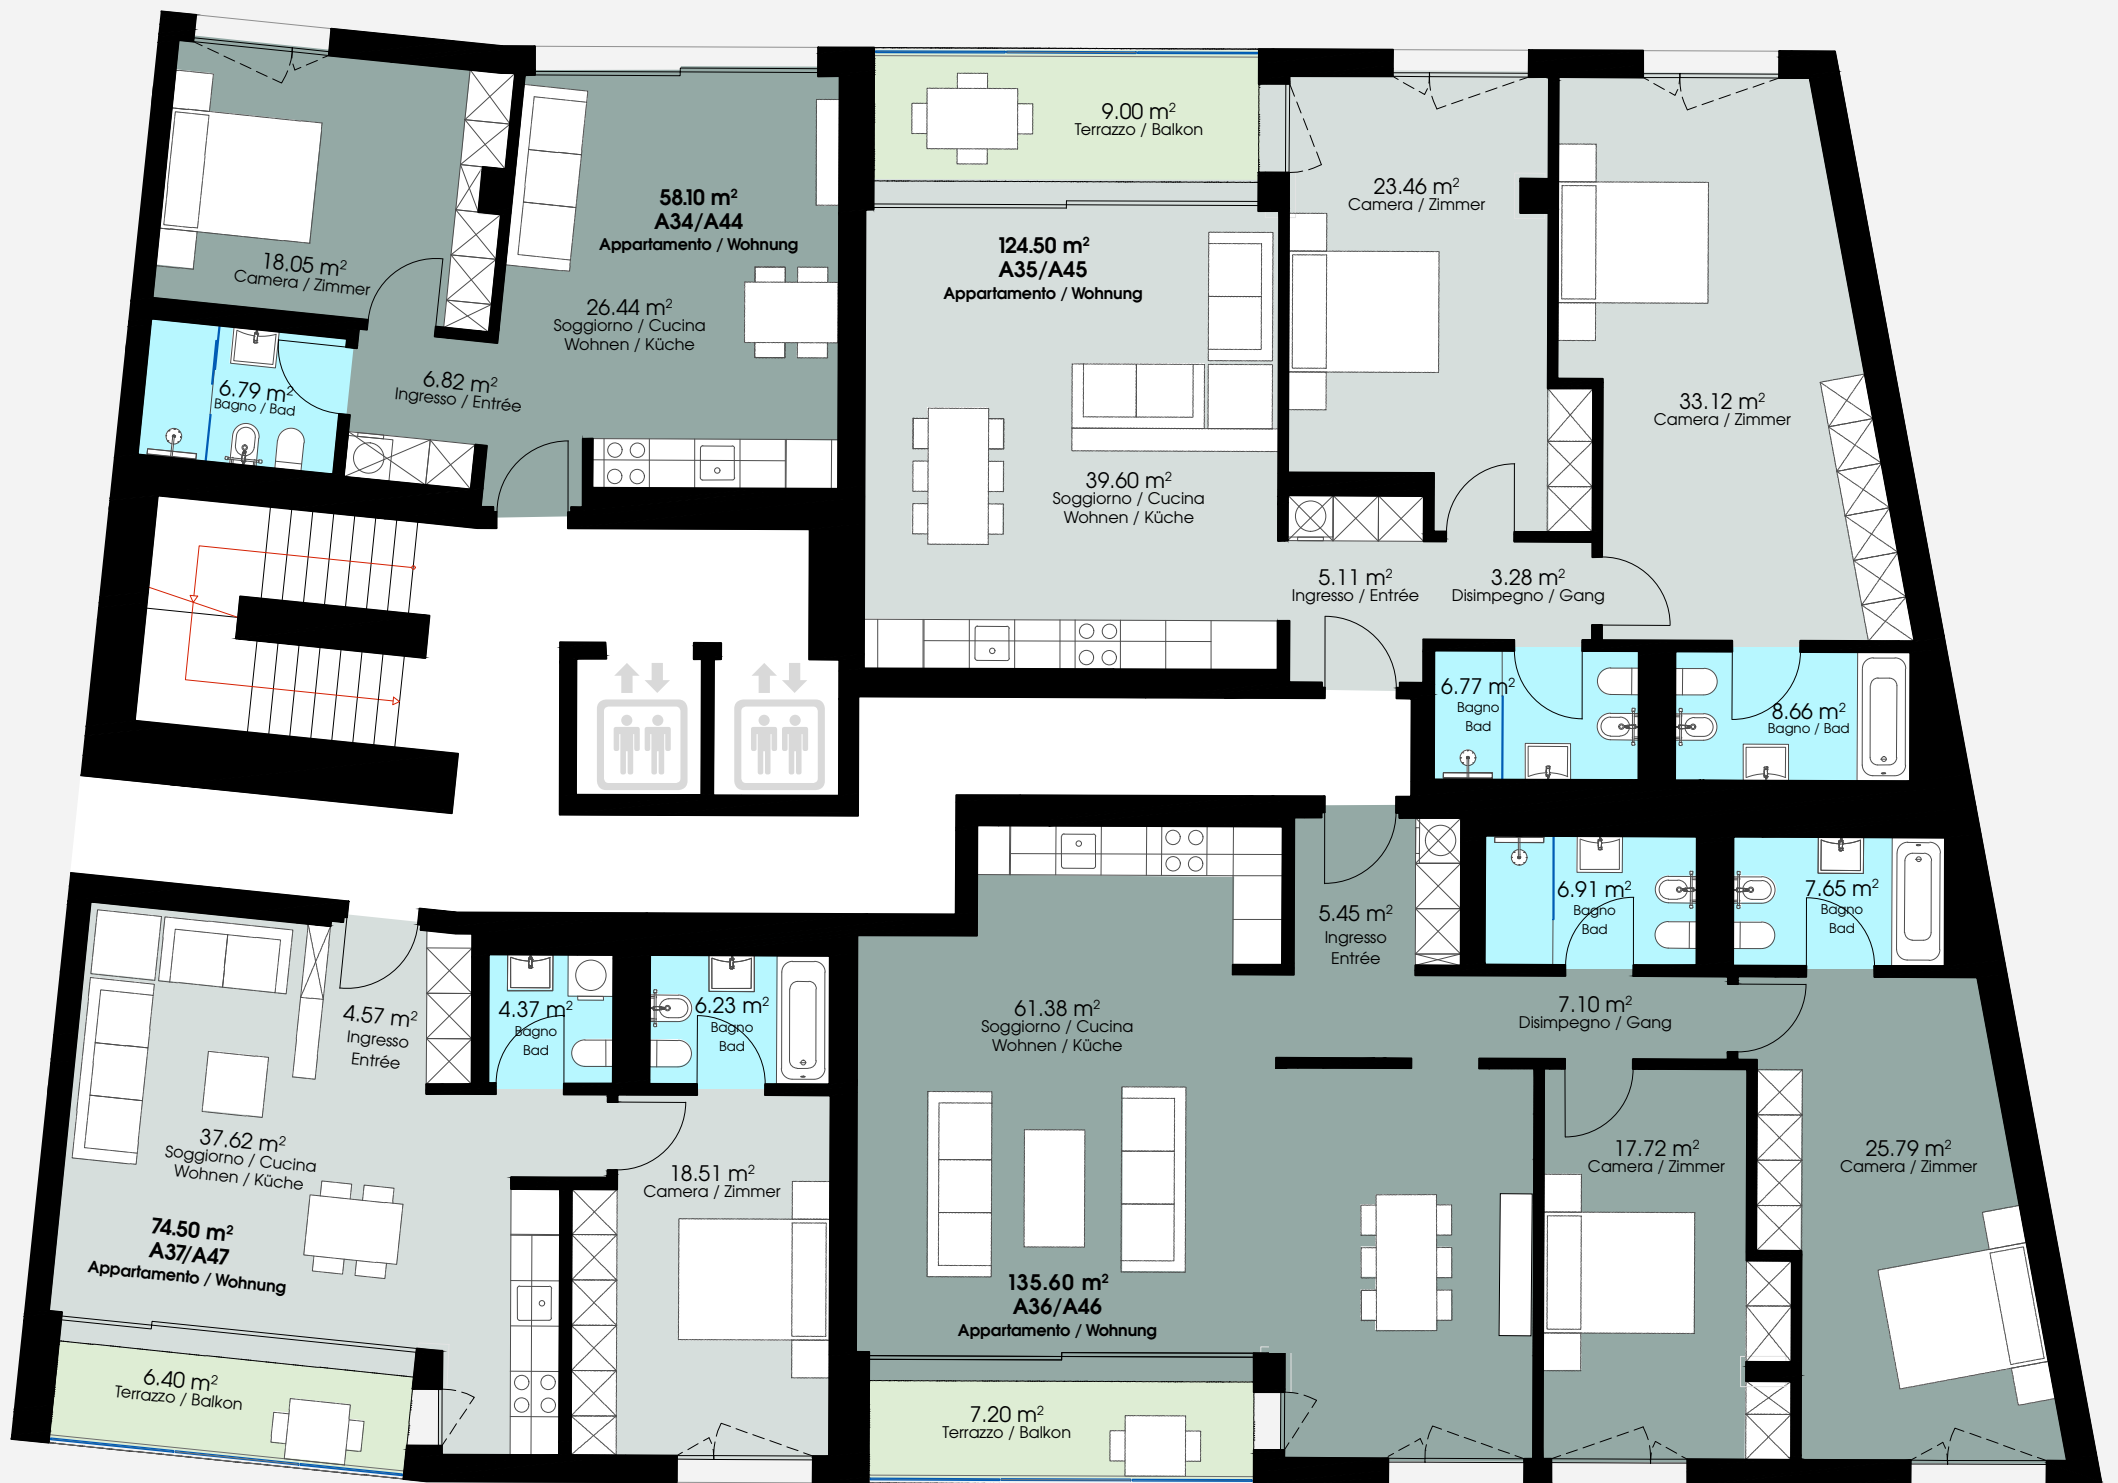 9.00 m²
Terrazzo / Balkon
58.10 m²
A34/A44
Appartamento / Wohnung
23.46 m²
Camera / Zimmer
18.05 m²
Camera / Zimmer
124.50 m²
A35/A45
Appartamento / Wohnung
26.44 m²
Soggiorno / Cucina
Wohnen / Küche
6.79 m²
Bagno / Bad
6.82 m²
Ingresso / Entrée
33.12 m²
Camera / Zimmer
39.60 m²
Soggiorno / Cucina
Wohnen / Küche
5.11 m²
Ingresso / Entrée
3.28 m²
Disimpegno / Gang
6.77 m²
Bagno
Bad
8.66 m²
Bagno / Bad
6.91 m²
Bagno
Bad
7.65 m²
Bagno
Bad
5.45 m²
Ingresso
Entrée
4.57 m²
Ingresso
Entrée
4.37 m²
Bagno
Bad
6.23 m²
Bagno
Bad
61.38 m²
Soggiorno / Cucina
Wohnen / Küche
7.10 m²
Disimpegno / Gang
37.62 m²
Soggiorno / Cucina
Wohnen / Küche
18.51 m²
Camera / Zimmer
17.72 m²
Camera / Zimmer
25.79 m²
Camera / Zimmer
74.50 m²
A37/A47
Appartamento / Wohnung
135.60 m²
A36/A46
Appartamento / Wohnung
6.40 m²
Terrazzo / Balkon
7.20 m²
Terrazzo / Balkon